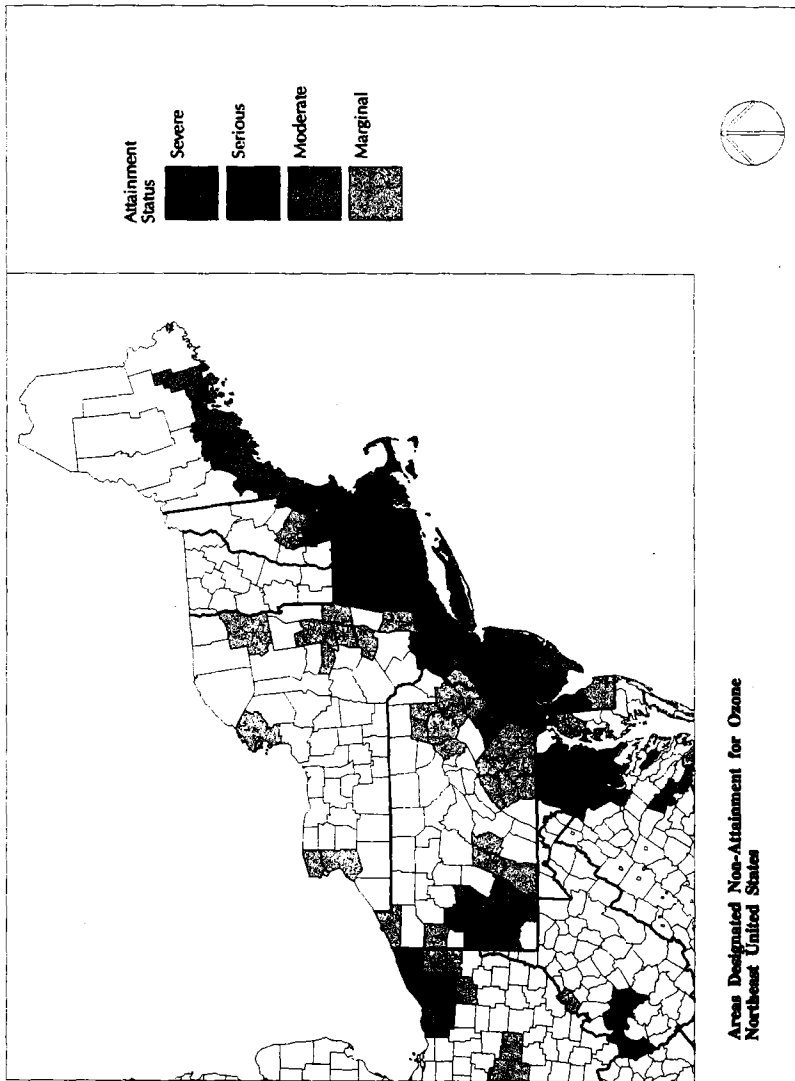 Attainment
Status
Severe
Serious
Moderate
Marginal
Areas Designated Non-Attainment for Ozone
Northeast United States